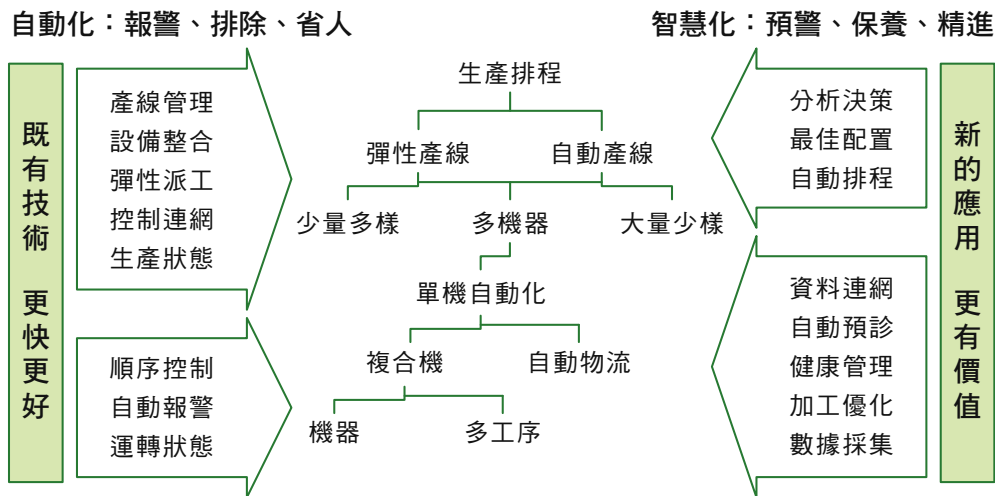 自動化：報警、排除、省人
智慧化：預警、保養、精進
既有技術 更快更好
產線管理
設備整合
彈性派工
控制連網
生產狀態
順序控制
自動報警
運轉狀態
生產排程
彈性產線
自動產線
少量多樣
多機器
大量少樣
單機自動化
複合機
自動物流
機器
多工序
分析決策
最佳配置
自動排程
資料連網
自動預診
健康管理
加工優化
數據採集
新的應用 更有價值